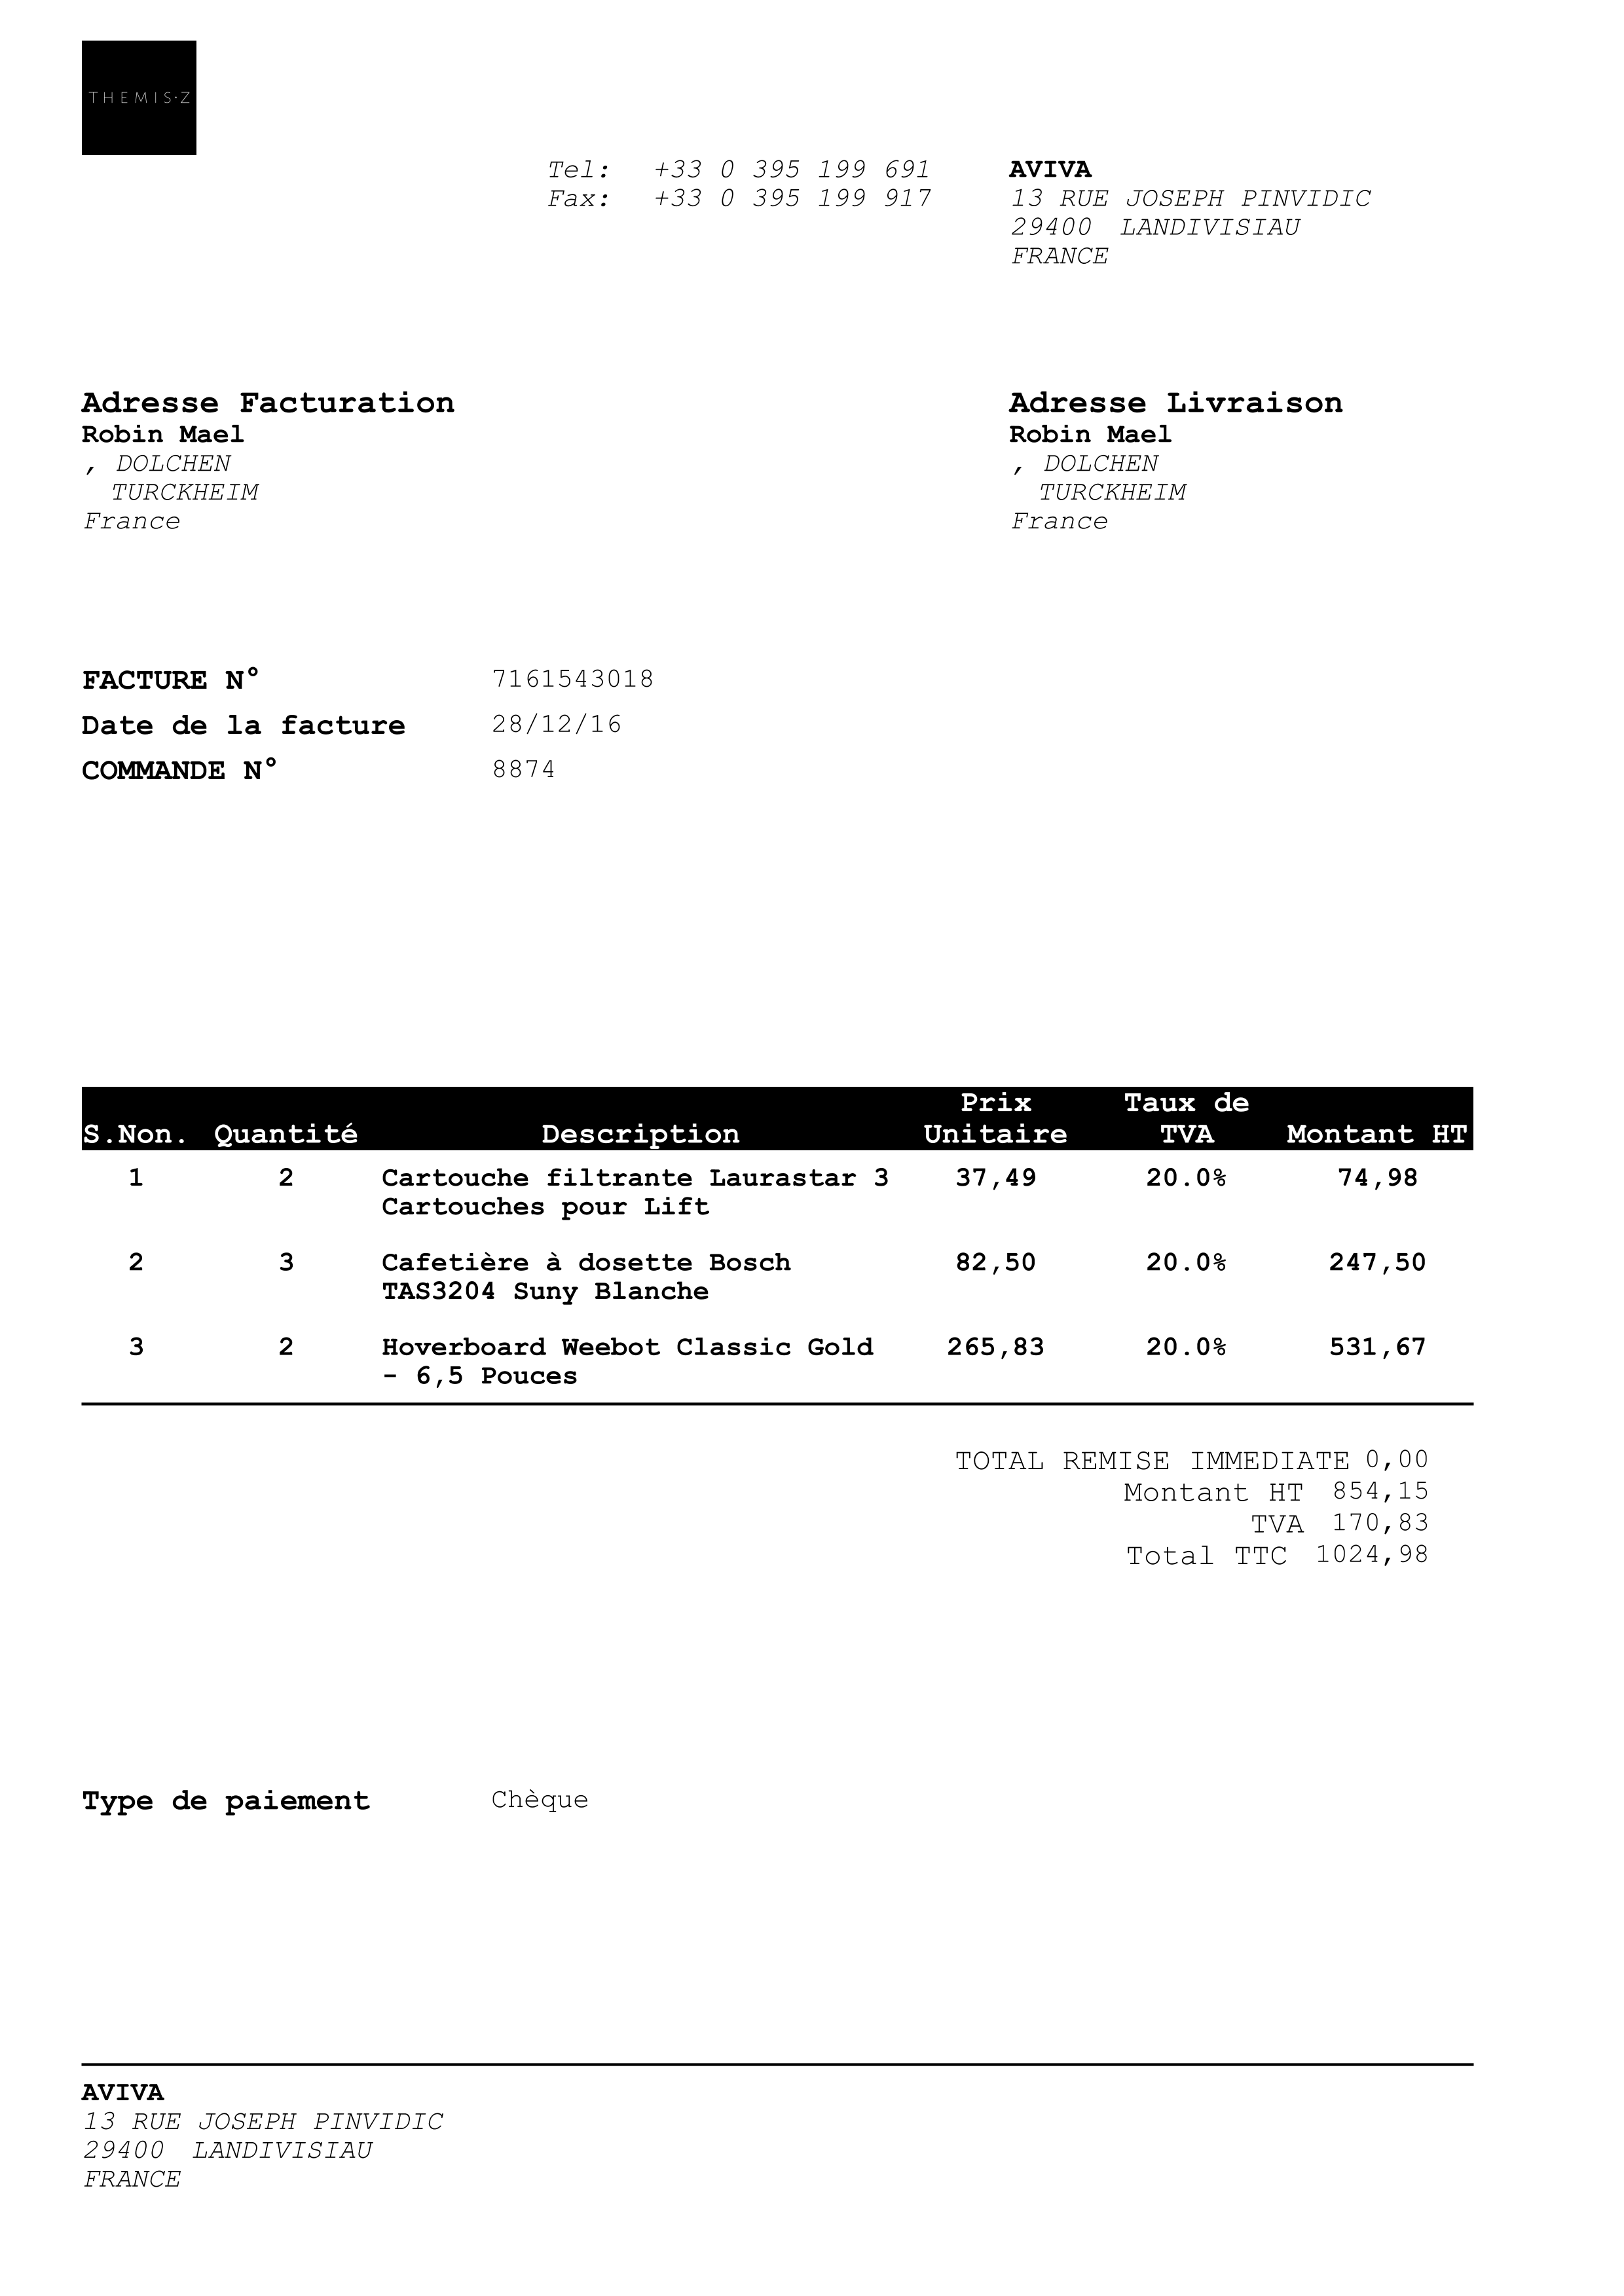 THEMIS·Z
Tel: +33 0 395 199 691
Fax: +33 0 395 199 917
AVIVA
13 RUE JOSEPH PINVIDIC
29400 LANDIVISIAU
FRANCE
Adresse Facturation
Robin Mael
, DOLCHEN
TURCKHEIM
France
Adresse Livraison
Robin Mael
, DOLCHEN
TURCKHEIM
France
FACTURE N° 7161543018
Date de la facture 28/12/16
COMMANDE N° 8874
S.Non. Quantité Description Prix Unitaire Taux de TVA Montant HT
1 2 Cartouche filtrante Laurastar 3 37,49 20.0% 74,98
Cartouches pour Lift
2 3 Cafetière à dosette Bosch 82,50 20.0% 247,50
TAS3204 Suny Blanche
3 2 Hoverboard Weebot Classic Gold 265,83 20.0% 531,67
- 6,5 Pouces
TOTAL REMISE IMMEDIATE 0,00
Montant HT 854,15
TVA 170,83
Total TTC 1024,98
Type de paiement Chèque
AVIVA
13 RUE JOSEPH PINVIDIC
29400 LANDIVISIAU
FRANCE